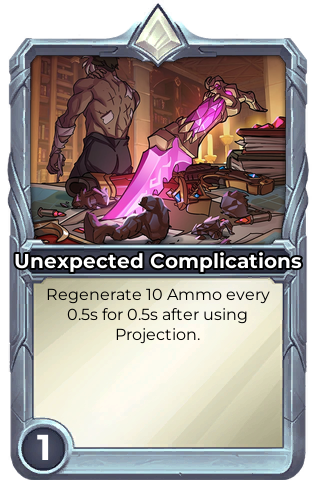 Unexpected Complications
Regenerate 10 Ammo every
0.5s for 0.5s after using
Projection.
1